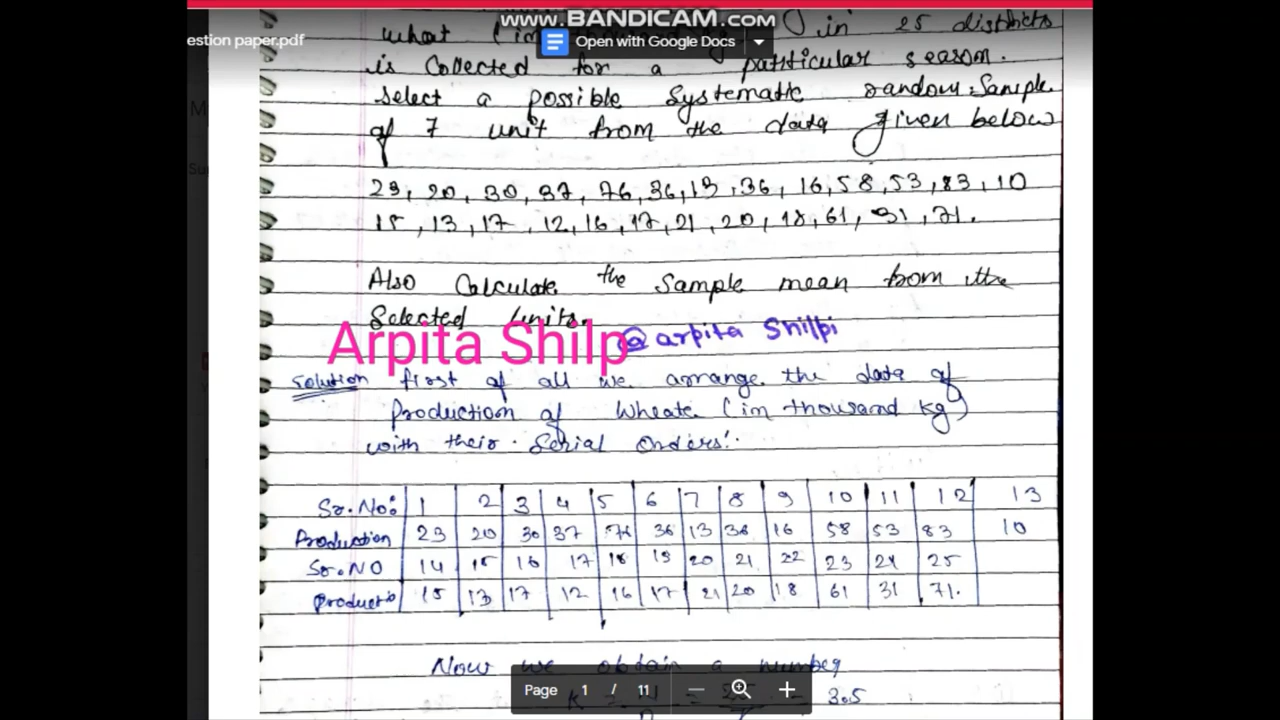 www.BANDICAM.com
estion paper.pdf
Open with Google Docs
what (in in 25 districts
is Collected for a particular season.
Select a possible Systematic random Sample
of 7 unit from the data given below
23, 20, 30, 37, 76, 36, 13, 36, 16, 58, 53, 83, 10
15, 13, 17, 12, 16, 17, 21, 20, 18, 61, 31, 71.
Also Calculate the Sample mean from the
Selected Units.
Arpita Shilp
@arpita Shilpi
Solution first of all we arrange the data of
Production of Wheate (in thousand kg)
with their Serial Orders:
Sr.No: 1 2 3 4 5 6 7 8 9 10 11 12 13
Production 23 20 30 37 76 36 13 36 16 58 53 83 10
Sr.NO 14 15 16 17 18 19 20 21 22 23 24 25
Productio 15 13 17 12 16 17 21 20 18 61 31 71.
Now we obtain a number
Page 1 / 11
K = 3.5